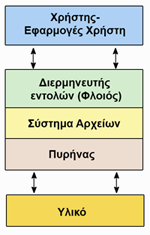 Χρήστης-
Εφαρμογές Χρήστη
Διερμηνευτής
εντολών (Φλοιός)
Σύστημα Αρχείων
Πυρήνας
Υλικό